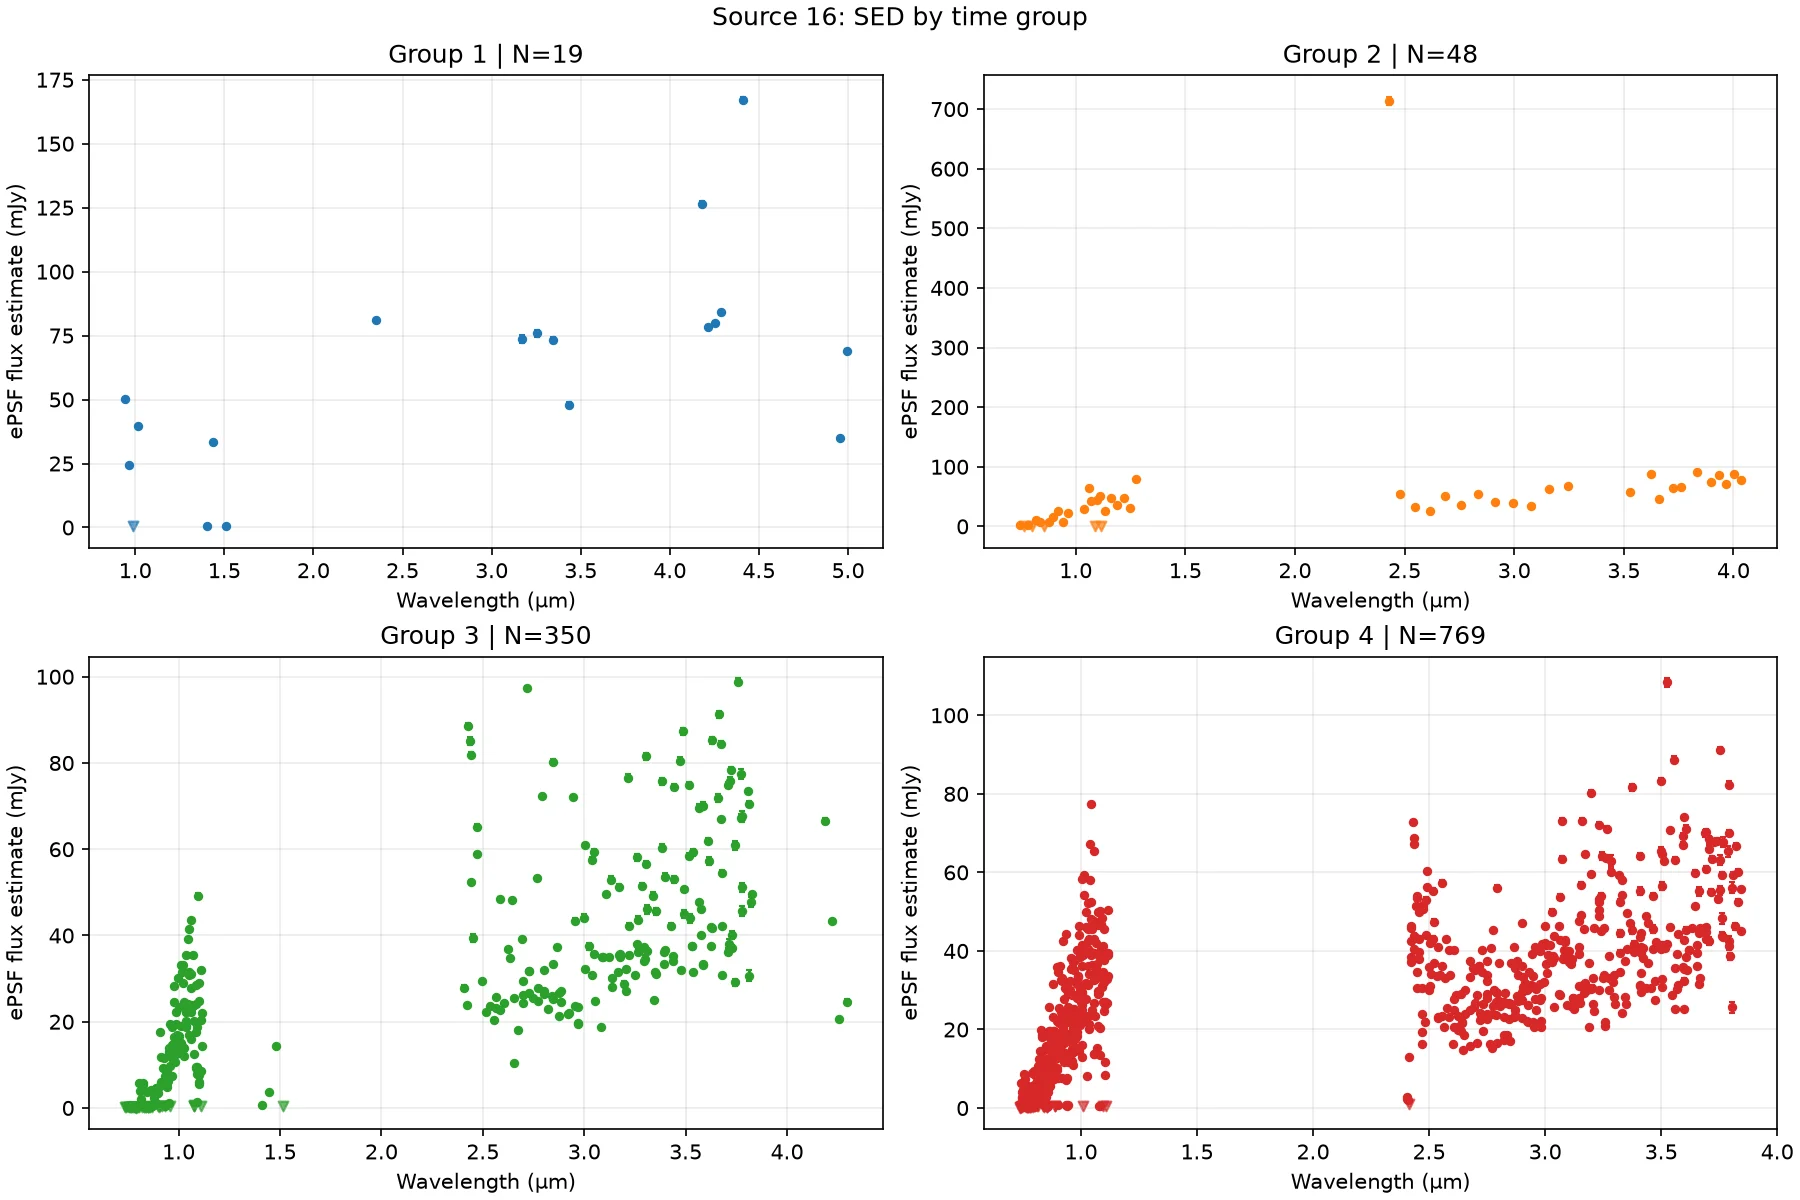 Source 16: SED by time group
Group 1 | N=19
175
150
125
100
75
50
25
0
ePSF flux estimate (mJy)
1.0 1.5 2.0 2.5 3.0 3.5 4.0 4.5 5.0
Wavelength (μm)
Group 2 | N=48
700
600
500
400
300
200
100
0
ePSF flux estimate (mJy)
1.0 1.5 2.0 2.5 3.0 3.5 4.0
Wavelength (μm)
Group 3 | N=350
100
80
60
40
20
0
ePSF flux estimate (mJy)
1.0 1.5 2.0 2.5 3.0 3.5 4.0
Wavelength (μm)
Group 4 | N=769
100
80
60
40
20
0
ePSF flux estimate (mJy)
1.0 1.5 2.0 2.5 3.0 3.5 4.0
Wavelength (μm)